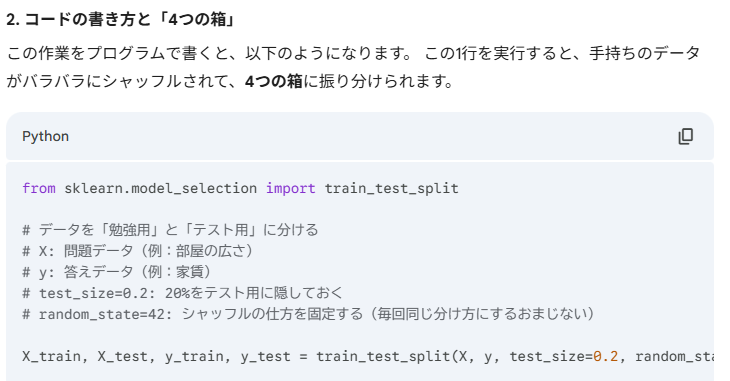 2. コードの書き方と「4つの箱」
この作業をプログラムで書くと、以下のようになります。 この1行を実行すると、手持ちのデータ
がバラバラにシャッフルされて、4つの箱に振り分けられます。
Python
from sklearn.model_selection import train_test_split
# データを「勉強用」と「テスト用」に分ける
# X: 問題データ（例：部屋の広さ）
# y: 答えデータ（例：家賃）
# test_size=0.2: 20%をテスト用に隠しておく
# random_state=42: シャッフルの仕方を固定する（毎回同じ分け方にするおまじない）
X_train, X_test, y_train, y_test = train_test_split(X, y, test_size=0.2,